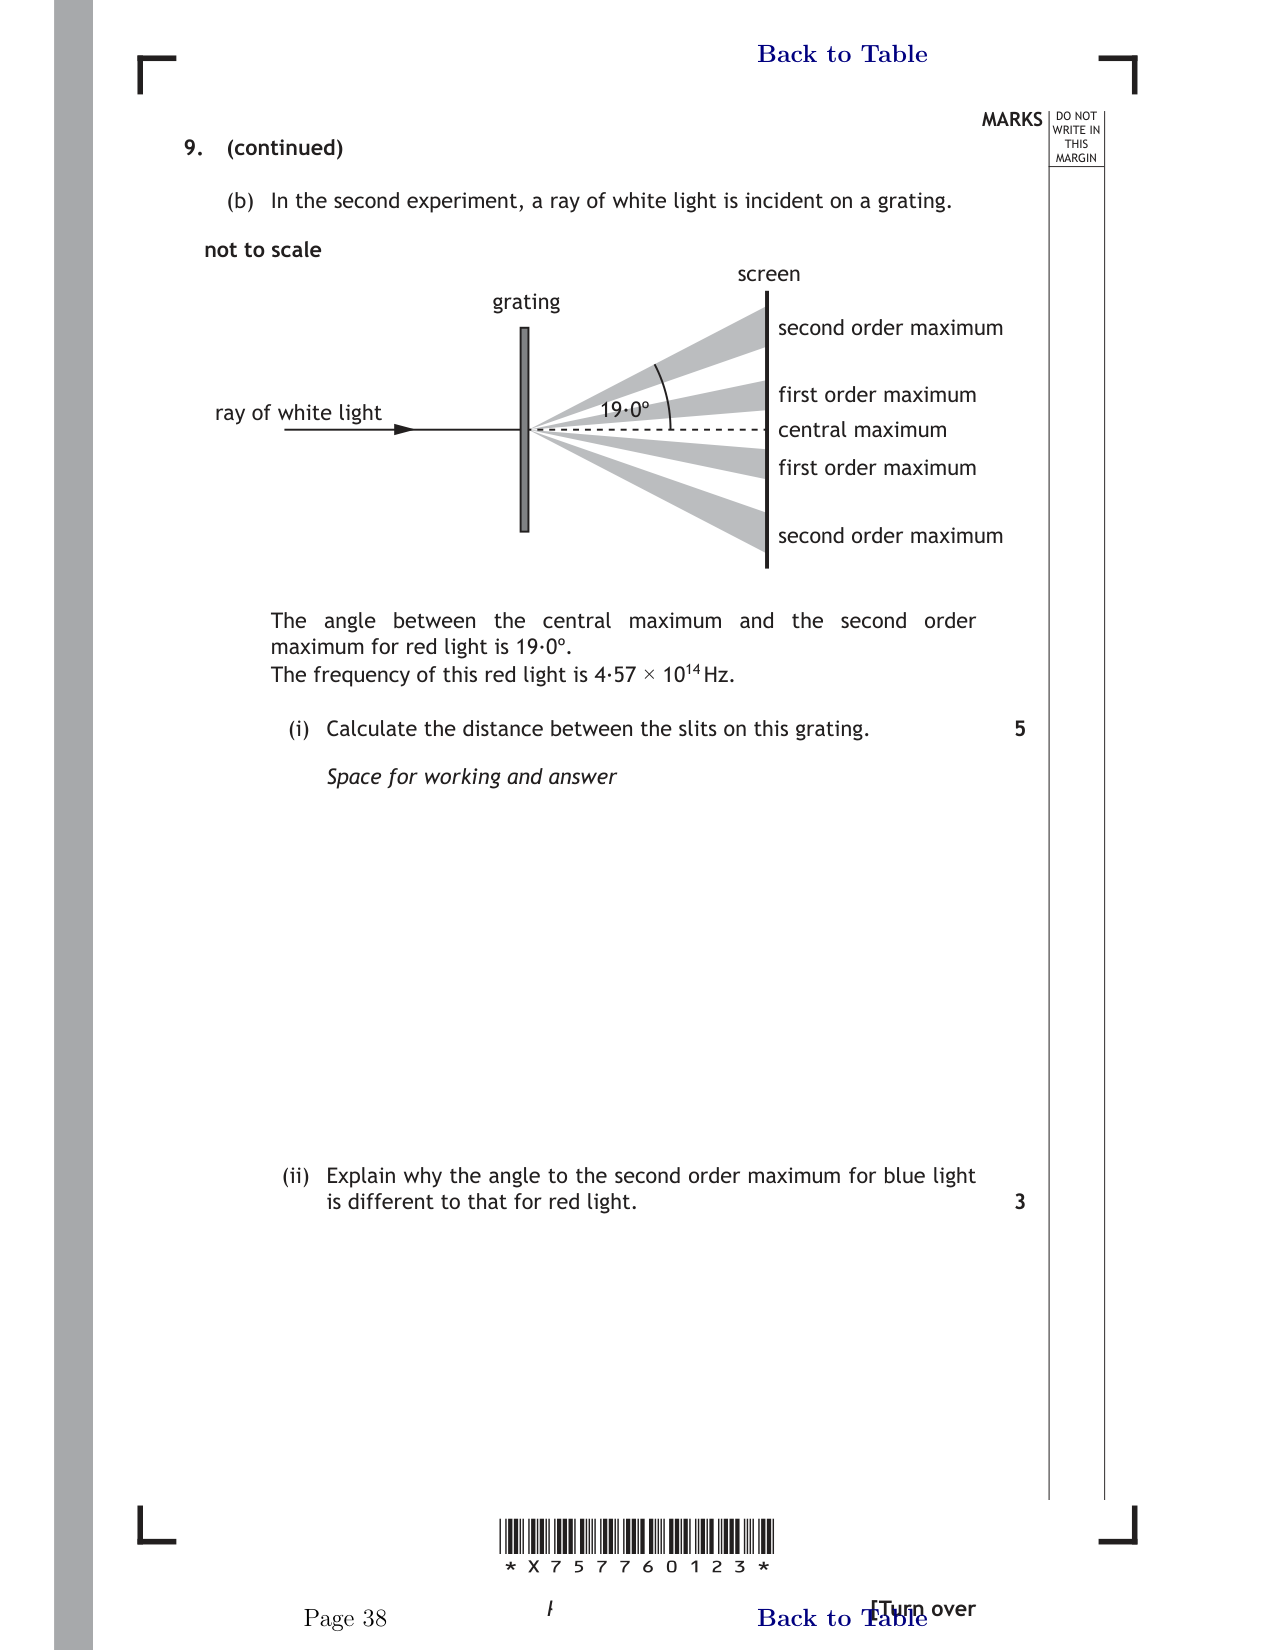 Back to Table
MARKS
DO NOT
WRITE IN
THIS
MARGIN
9. (continued)
(b) In the second experiment, a ray of white light is incident on a grating.
not to scale
screen
grating
second order maximum
first order maximum
19·0º
ray of white light
central maximum
first order maximum
second order maximum
The angle between the central maximum and the second order
maximum for red light is 19·0º.
The frequency of this red light is 4·57 × 10¹⁴ Hz.
(i) Calculate the distance between the slits on this grating. 5
Space for working and answer
(ii) Explain why the angle to the second order maximum for blue light
is different to that for red light. 3
* X 7 5 7 7 6 0 1 2 3 *
[Turn over
Page 38
Back to Table